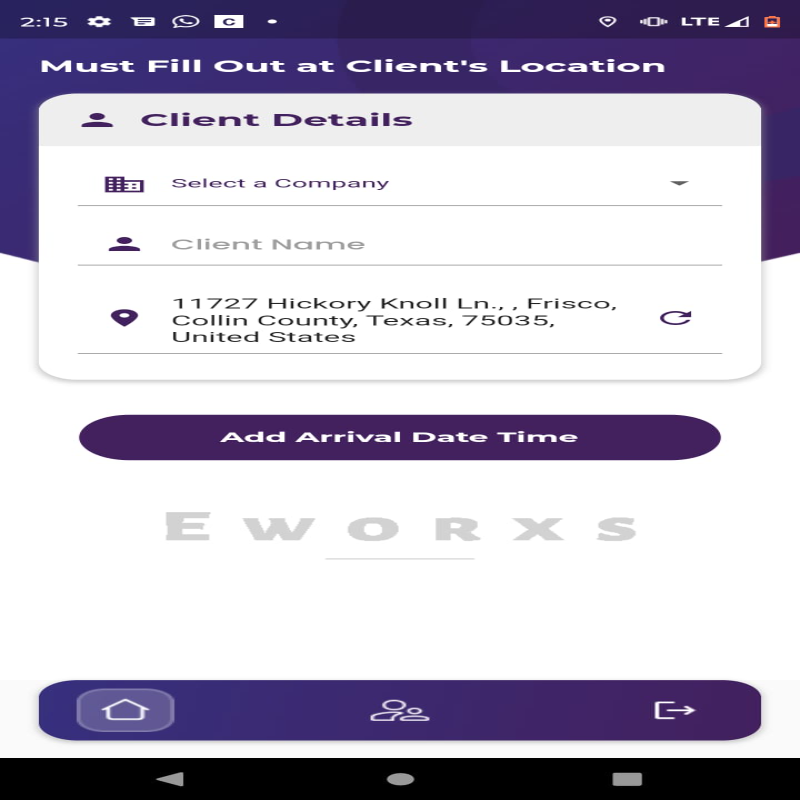 2:15 C LTE
Must Fill Out at Client's Location
Client Details
Select a Company
Client Name
11727 Hickory Knoll Ln., , Frisco,
Collin County, Texas, 75035,
United States
Add Arrival Date Time
EWORXS